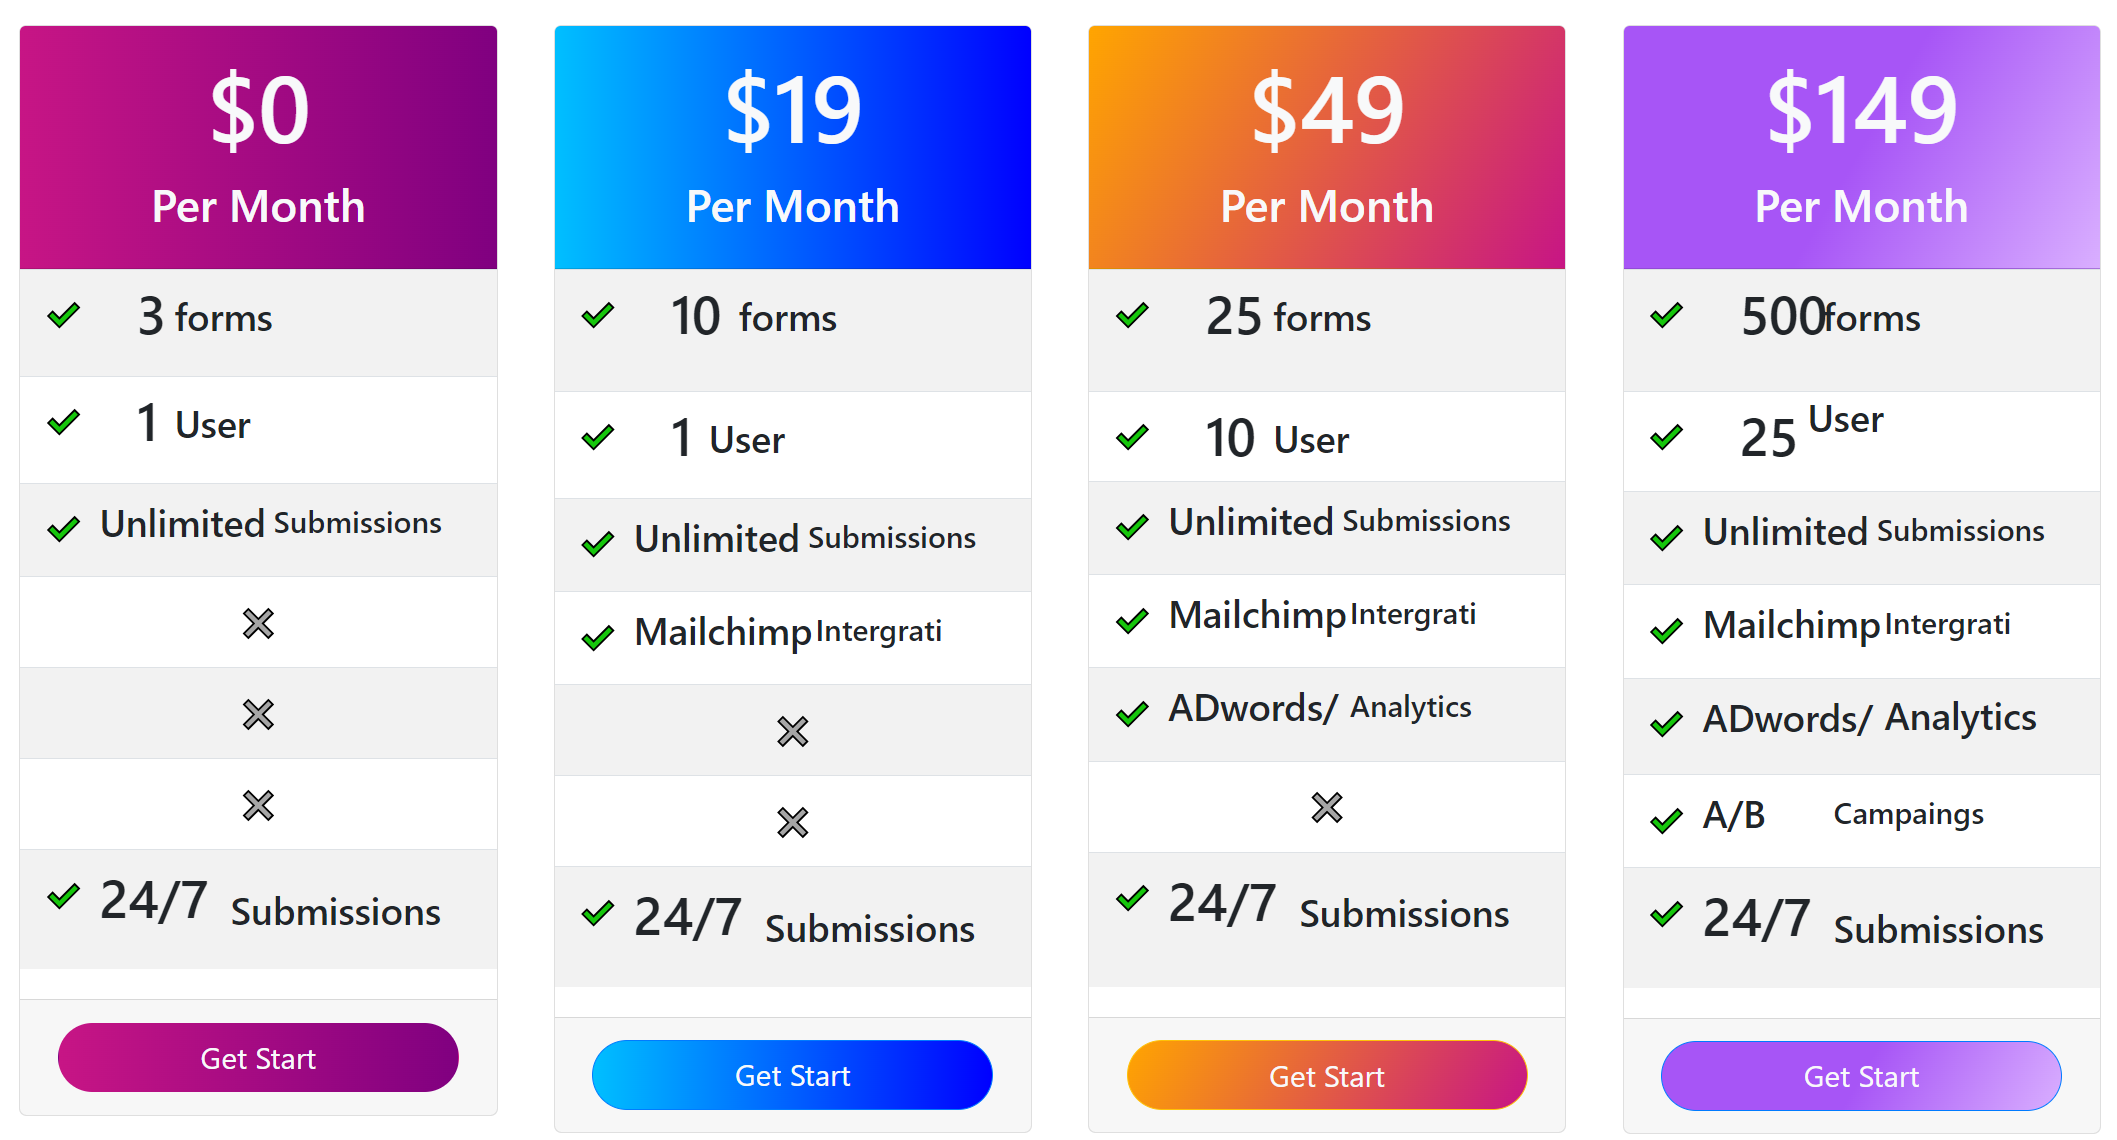 $0
Per Month
3 forms
1 User
Unlimited Submissions
24/7 Submissions
Get Start
$19
Per Month
10 forms
1 User
Unlimited Submissions
Mailchimp Intergrati
24/7 Submissions
Get Start
$49
Per Month
25 forms
10 User
Unlimited Submissions
Mailchimp Intergrati
ADwords/ Analytics
24/7 Submissions
Get Start
$149
Per Month
500 forms
25 User
Unlimited Submissions
Mailchimp Intergrati
ADwords/ Analytics
A/B Campaings
24/7 Submissions
Get Start